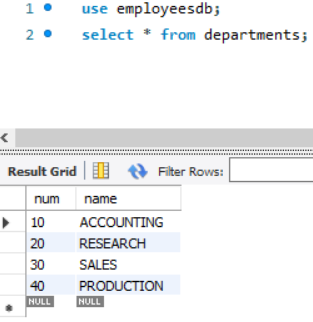 1 use employeesdb;
2 select * from departments;
Result Grid Filter Rows:
num name
10 ACCOUNTING
20 RESEARCH
30 SALES
40 PRODUCTION
NULL NULL